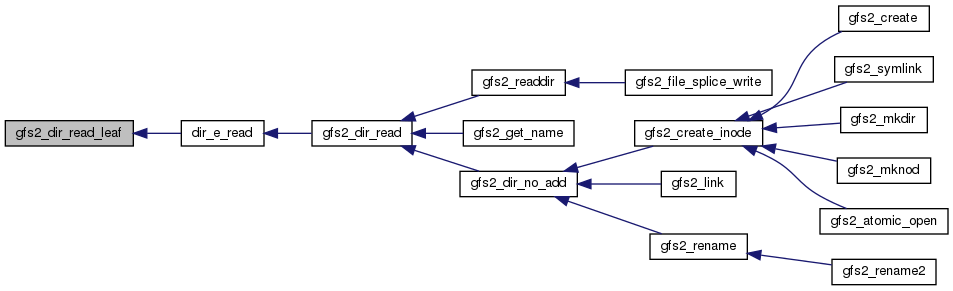 gfs2_dir_read_leaf
dir_e_read
gfs2_dir_read
gfs2_readdir
gfs2_file_splice_write
gfs2_get_name
gfs2_dir_no_add
gfs2_create_inode
gfs2_create
gfs2_symlink
gfs2_mkdir
gfs2_mknod
gfs2_atomic_open
gfs2_link
gfs2_rename
gfs2_rename2